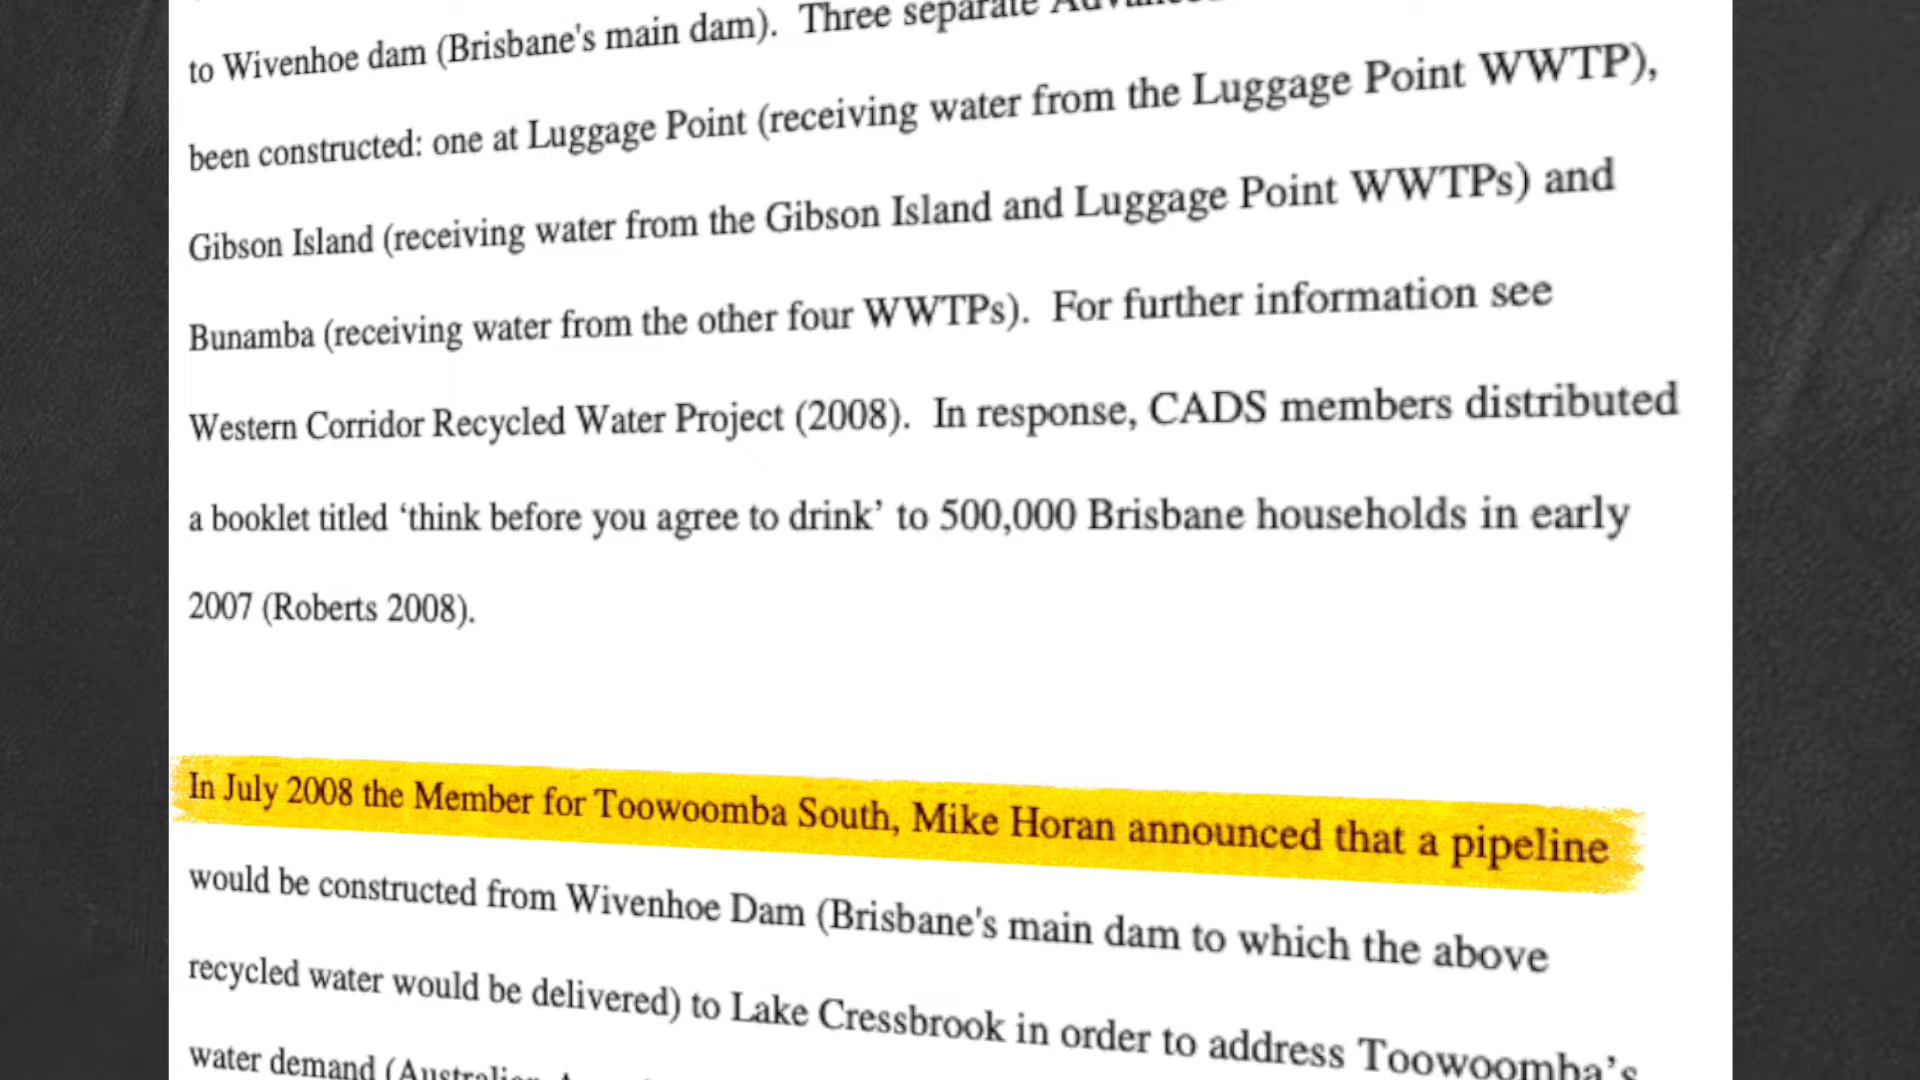 to Wivenhoe dam (Brisbane's main dam).  Three separate
been constructed: one at Luggage Point (receiving water from the Luggage Point WWTP),
Gibson Island (receiving water from the Gibson Island and Luggage Point WWTPs) and
Bunamba (receiving water from the other four WWTPs).  For further information see
Western Corridor Recycled Water Project (2008).  In response, CADS members distributed
a booklet titled ‘think before you agree to drink’ to 500,000 Brisbane households in early
2007 (Roberts 2008).
In July 2008 the Member for Toowoomba South, Mike Horan announced that a pipeline
would be constructed from Wivenhoe Dam (Brisbane's main dam to which the above
recycled water would be delivered) to Lake Cressbrook in order to address Toowoomba’s
water demand